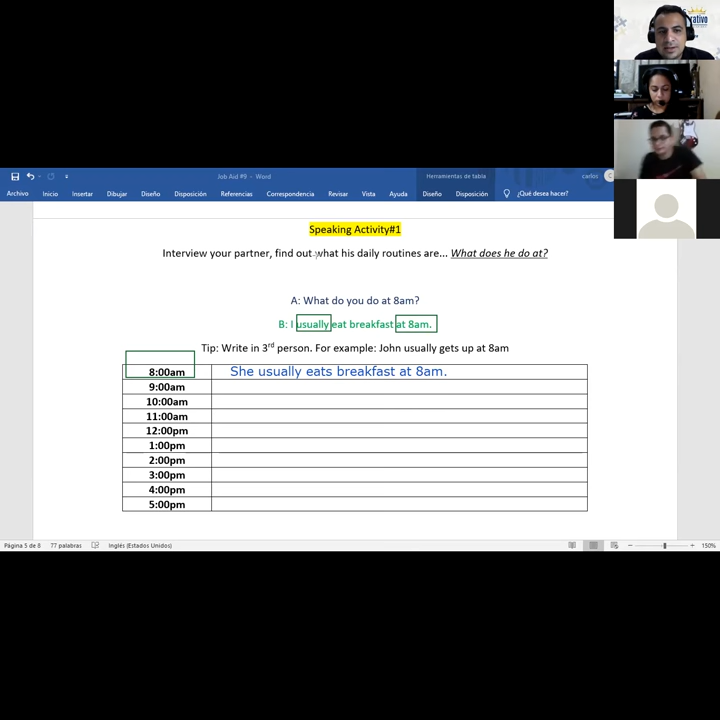 rativo
Job Aid #9 - Word
Herramientas de tabla
carlos
C
Archivo Inicio Insertar Dibujar Diseño Disposición Referencias Correspondencia Revisar Vista Ayuda Diseño Disposición ¿Qué desea hacer?
Speaking Activity#1
Interview your partner, find out what his daily routines are... What does he do at?
A: What do you do at 8am?
B: I usually eat breakfast at 8am.
Tip: Write in 3rd person. For example: John usually gets up at 8am
8:00am She usually eats breakfast at 8am.
9:00am
10:00am
11:00am
12:00pm
1:00pm
2:00pm
3:00pm
4:00pm
5:00pm
Página 5 de 8 77 palabras Inglés (Estados Unidos) 150%